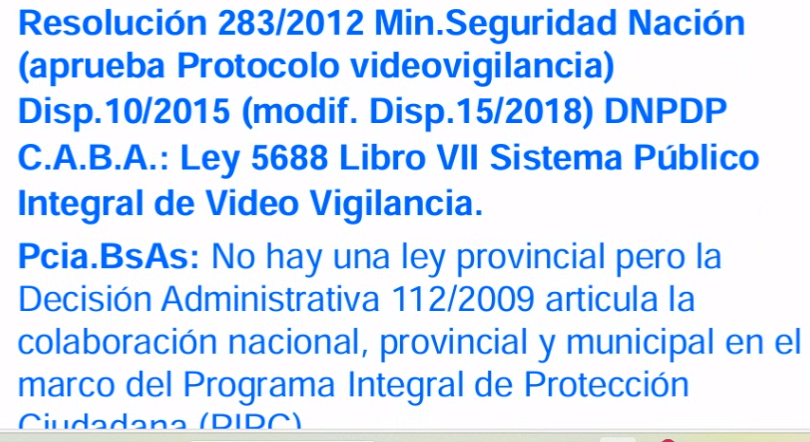 Resolución 283/2012 Min.Seguridad Nación
(aprueba Protocolo videovigilancia)
Disp.10/2015 (modif. Disp.15/2018) DNPDP
C.A.B.A.: Ley 5688 Libro VII Sistema Público
Integral de Video Vigilancia.
Pcia.BsAs: No hay una ley provincial pero la
Decisión Administrativa 112/2009 articula la
colaboración nacional, provincial y municipal en el
marco del Programa Integral de Protección
Ciudadana (PIPC)